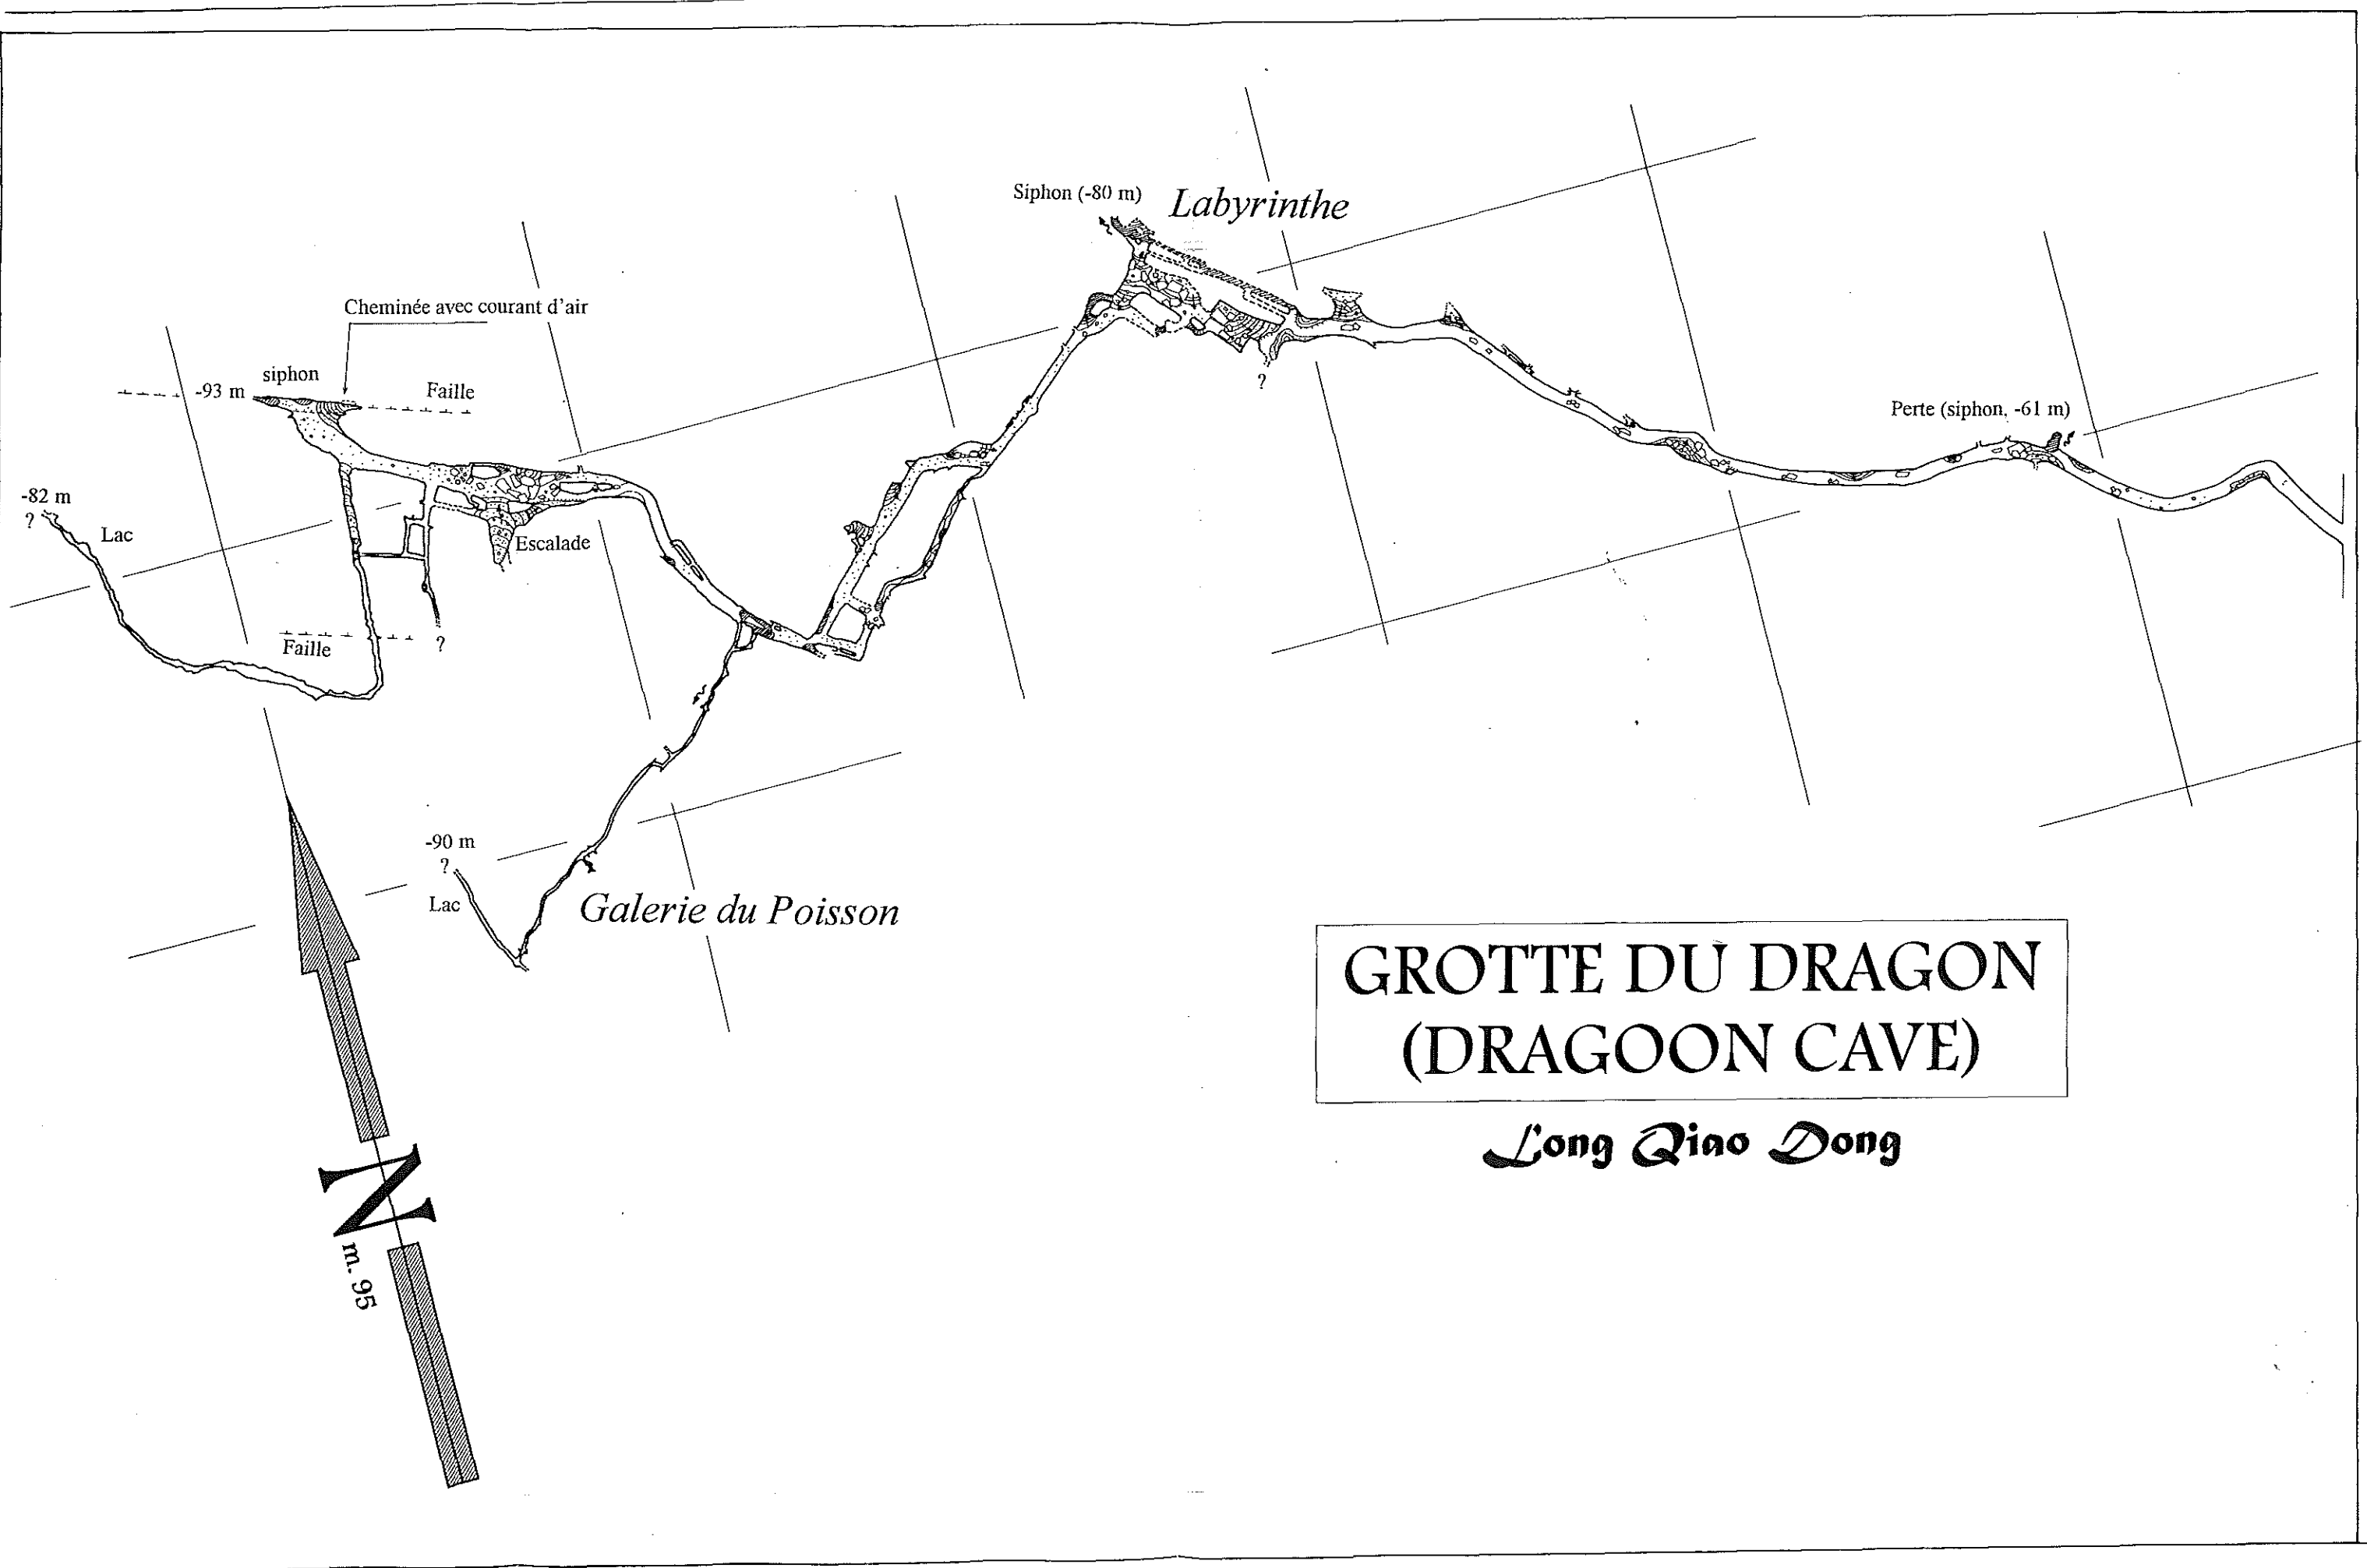 Siphon (-80 m)
Labyrinthe
Cheminée avec courant d'air
siphon
-93 m
Faille
Perte (siphon, -61 m)
?
-82 m
?
Lac
Escalade
Faille
?
-90 m
?
Lac
Galerie du Poisson
GROTTE DU DRAGON
(DRAGOON CAVE)
Long Qiao Dong
N
m. 95